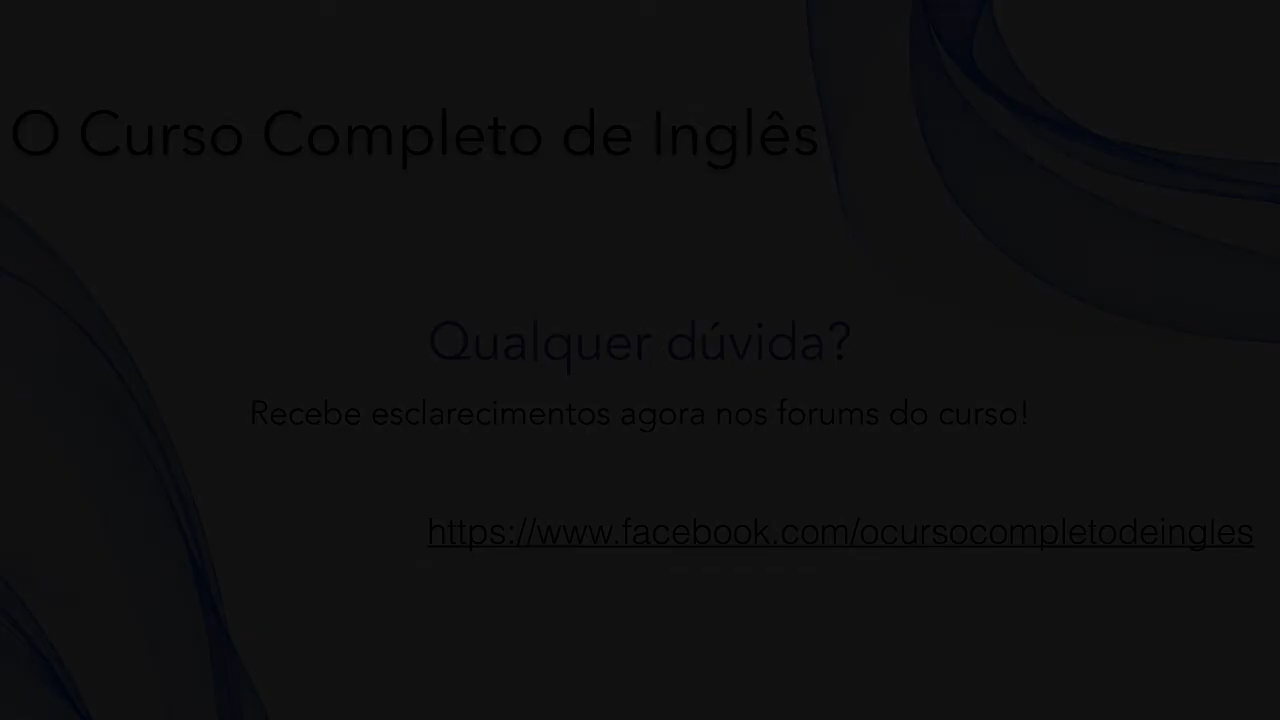 O Curso Completo de Inglês
Qualquer dúvida?
Recebe esclarecimentos agora nos forums do curso!
https://www.facebook.com/ocursocompletodeingles